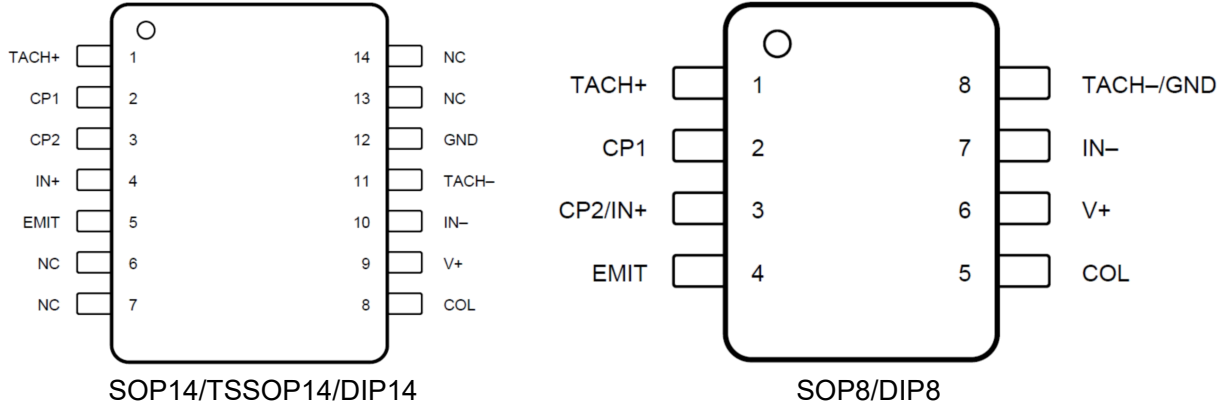 TACH+ 1 14 NC
CP1 2 13 NC
CP2 3 12 GND
IN+ 4 11 TACH–
EMIT 5 10 IN–
NC 6 9 V+
NC 7 8 COL
SOP14/TSSOP14/DIP14
TACH+ 1 8 TACH–/GND
CP1 2 7 IN–
CP2/IN+ 3 6 V+
EMIT 4 5 COL
SOP8/DIP8